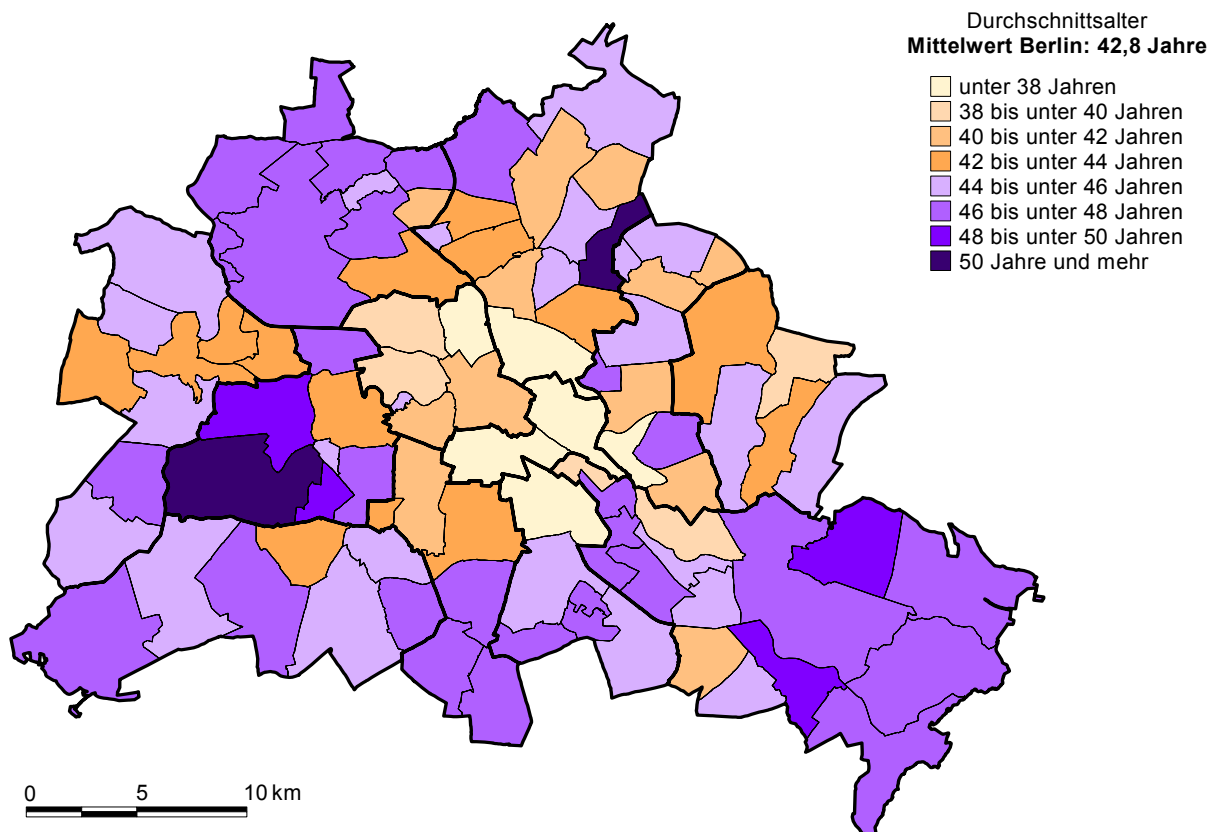 Durchschnittsalter
Mittelwert Berlin: 42,8 Jahre
unter 38 Jahren
38 bis unter 40 Jahren
40 bis unter 42 Jahren
42 bis unter 44 Jahren
44 bis unter 46 Jahren
46 bis unter 48 Jahren
48 bis unter 50 Jahren
50 Jahre und mehr
0 5 10 km